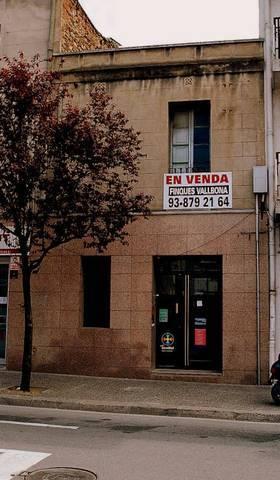 EN VENDA
FINQUES VALLBONA
93-879 21 64